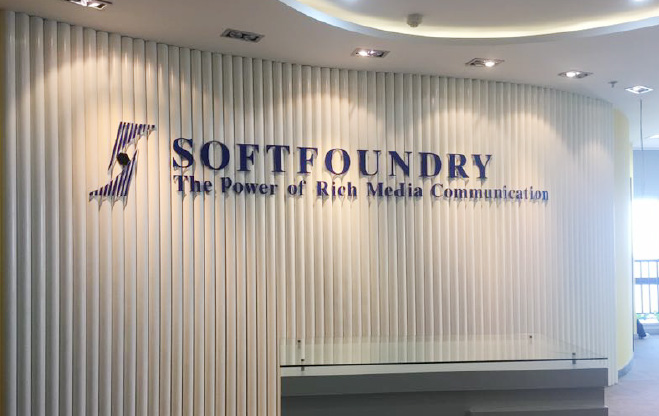 SOFTFOUNDRY
The Power of Rich Media Communication